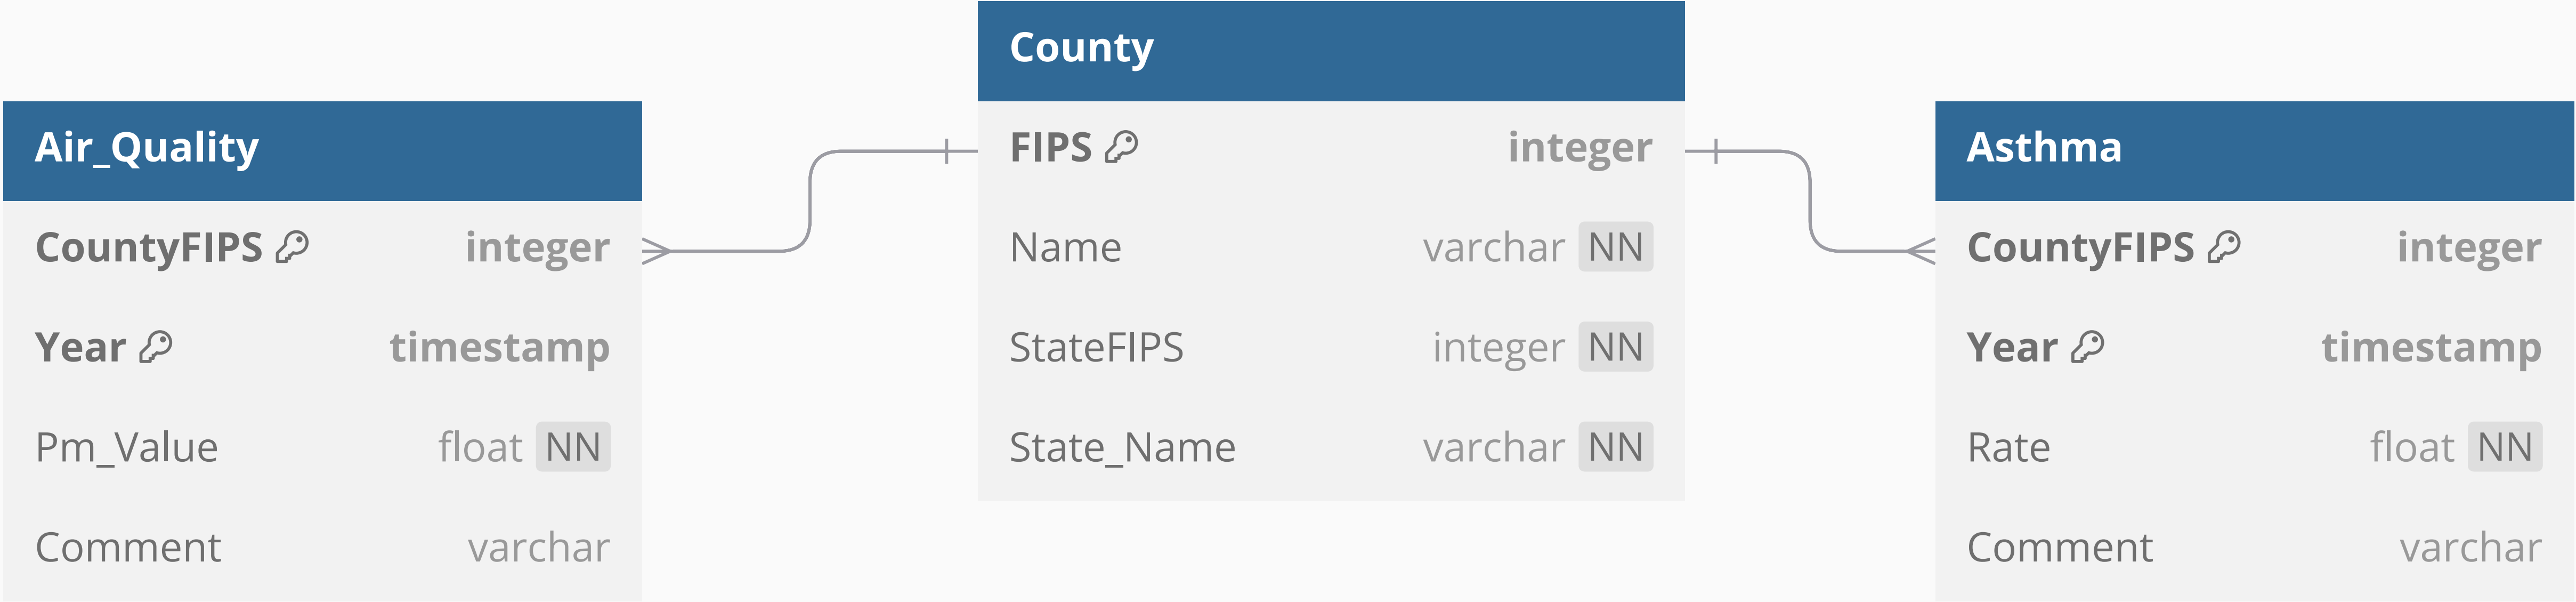 Air_Quality
CountyFIPS integer
Year timestamp
Pm_Value float NN
Comment varchar
County
FIPS integer
Name varchar NN
StateFIPS integer NN
State_Name varchar NN
Asthma
CountyFIPS integer
Year timestamp
Rate float NN
Comment varchar